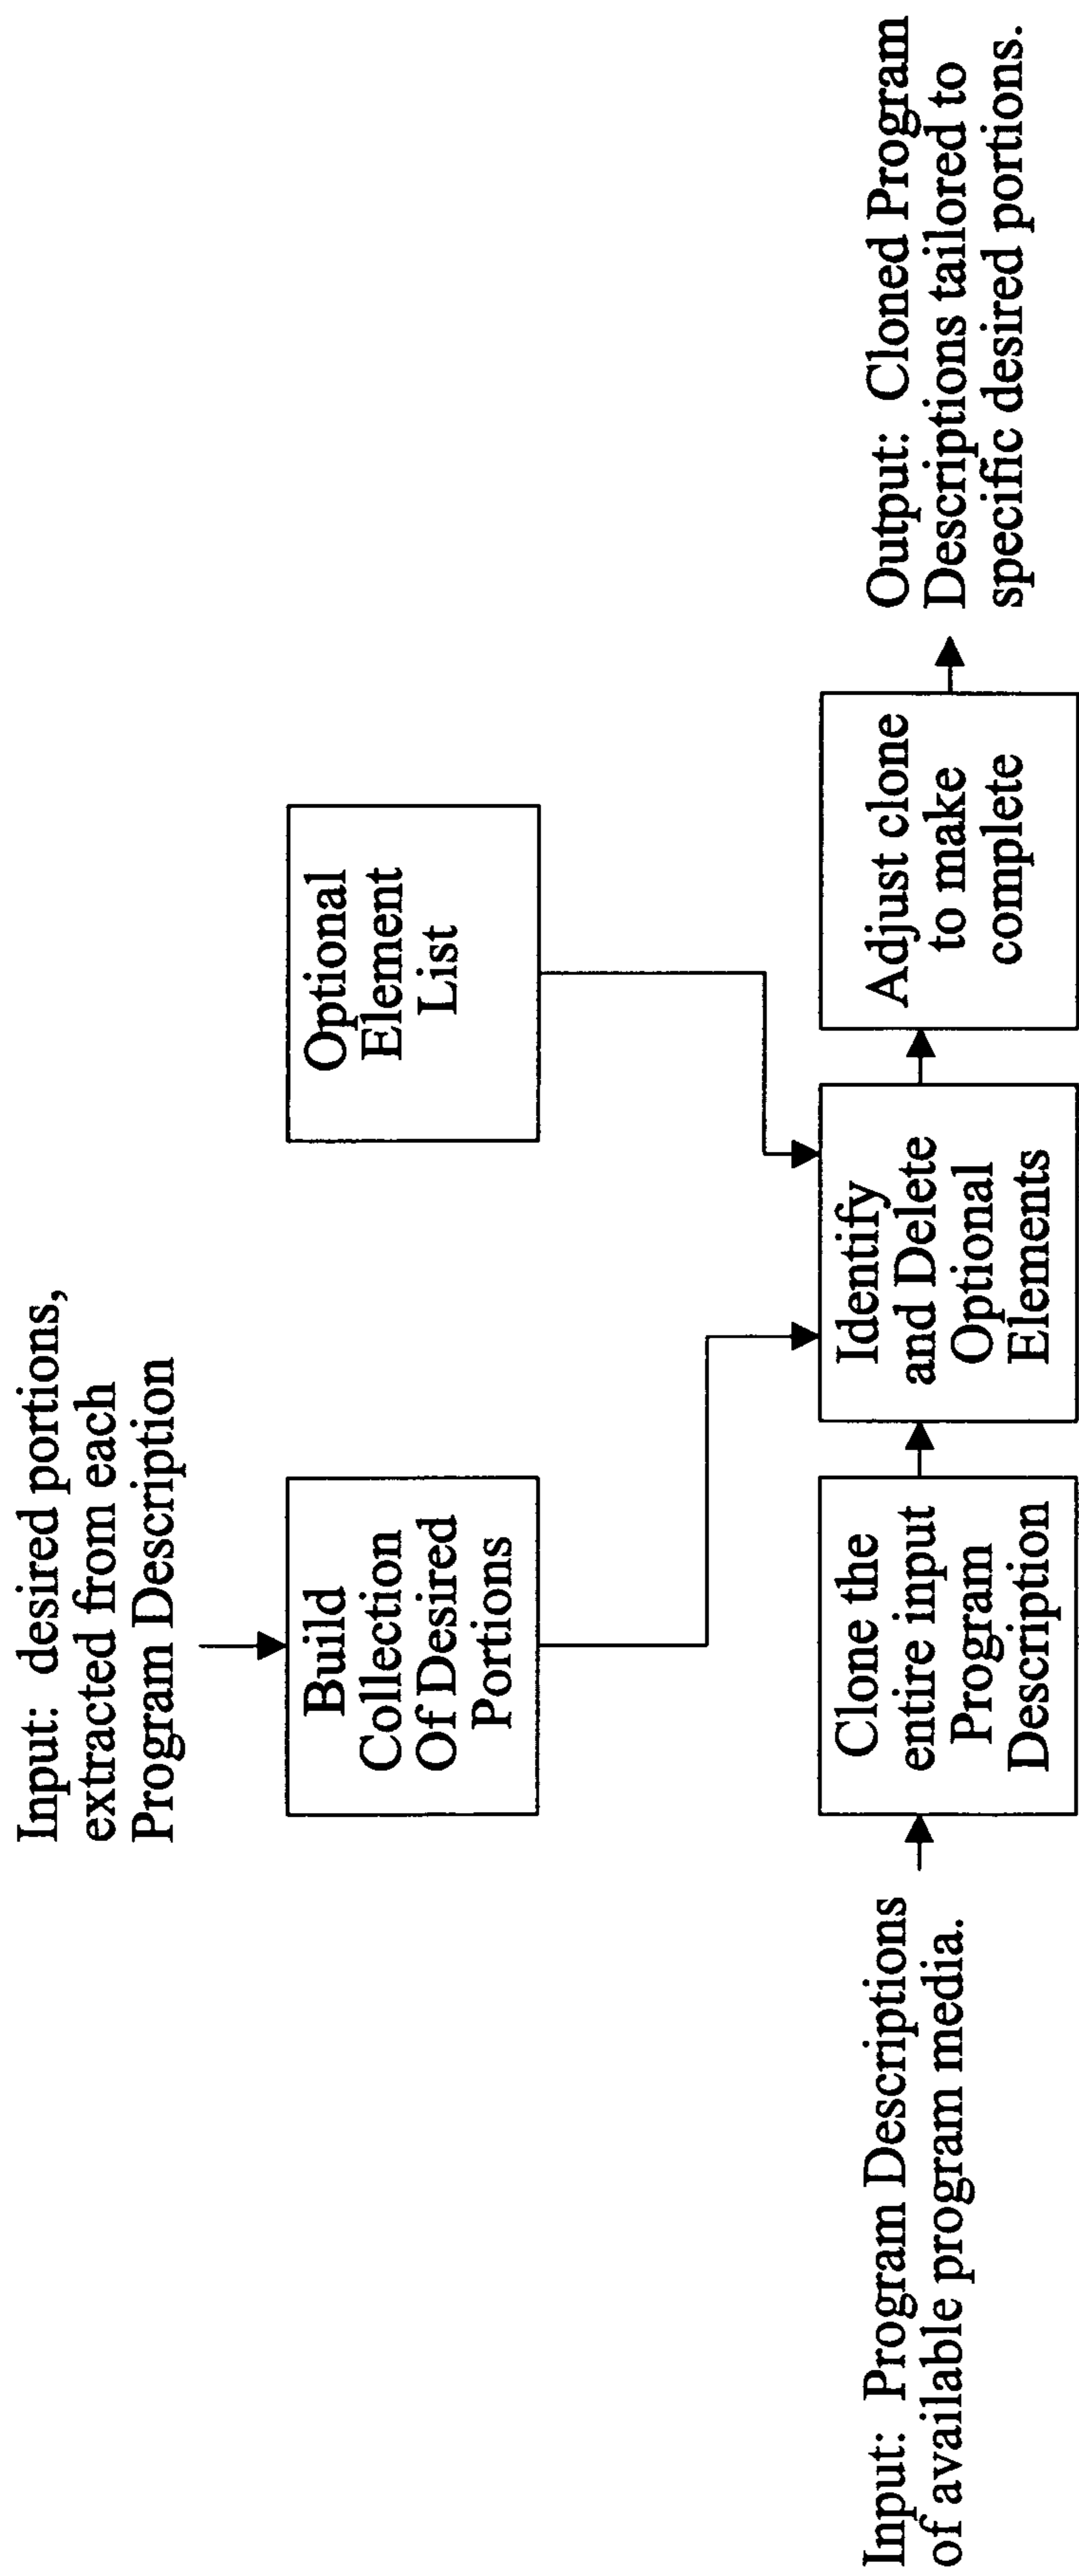 Input: desired portions,
extracted from each
Program Description
Build
Collection
Of Desired
Portions
Optional
Element
List
Input: Program Descriptions
of available program media.
Clone the
entire input
Program
Description
Identify
and Delete
Optional
Elements
Adjust clone
to make
complete
Output: Cloned Program
Descriptions tailored to
specific desired portions.